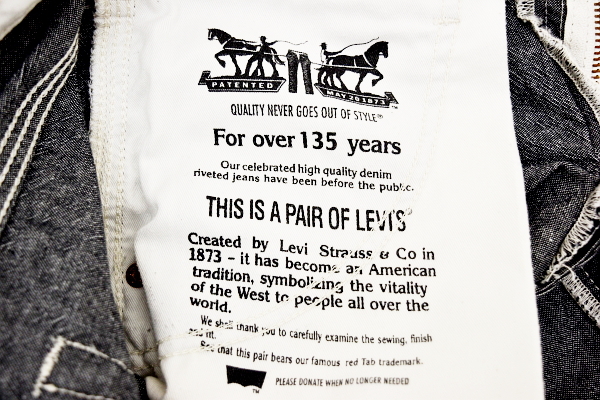 PATENTED MAY 20 1873
QUALITY NEVER GOES OUT OF STYLE®
For over 135 years
Our celebrated high quality denim
riveted jeans have been before the public.
THIS IS A PAIR OF LEVI'S®
Created by Levi Strauss & Co in
1873 - it has become an American
tradition, symbolizing the vitality
of the West to people all over the
world.
We shall thank you to carefully examine the sewing, finish
and fit.
See that this pair bears our famous red Tab trademark.
TM PLEASE DONATE WHEN NO LONGER NEEDED